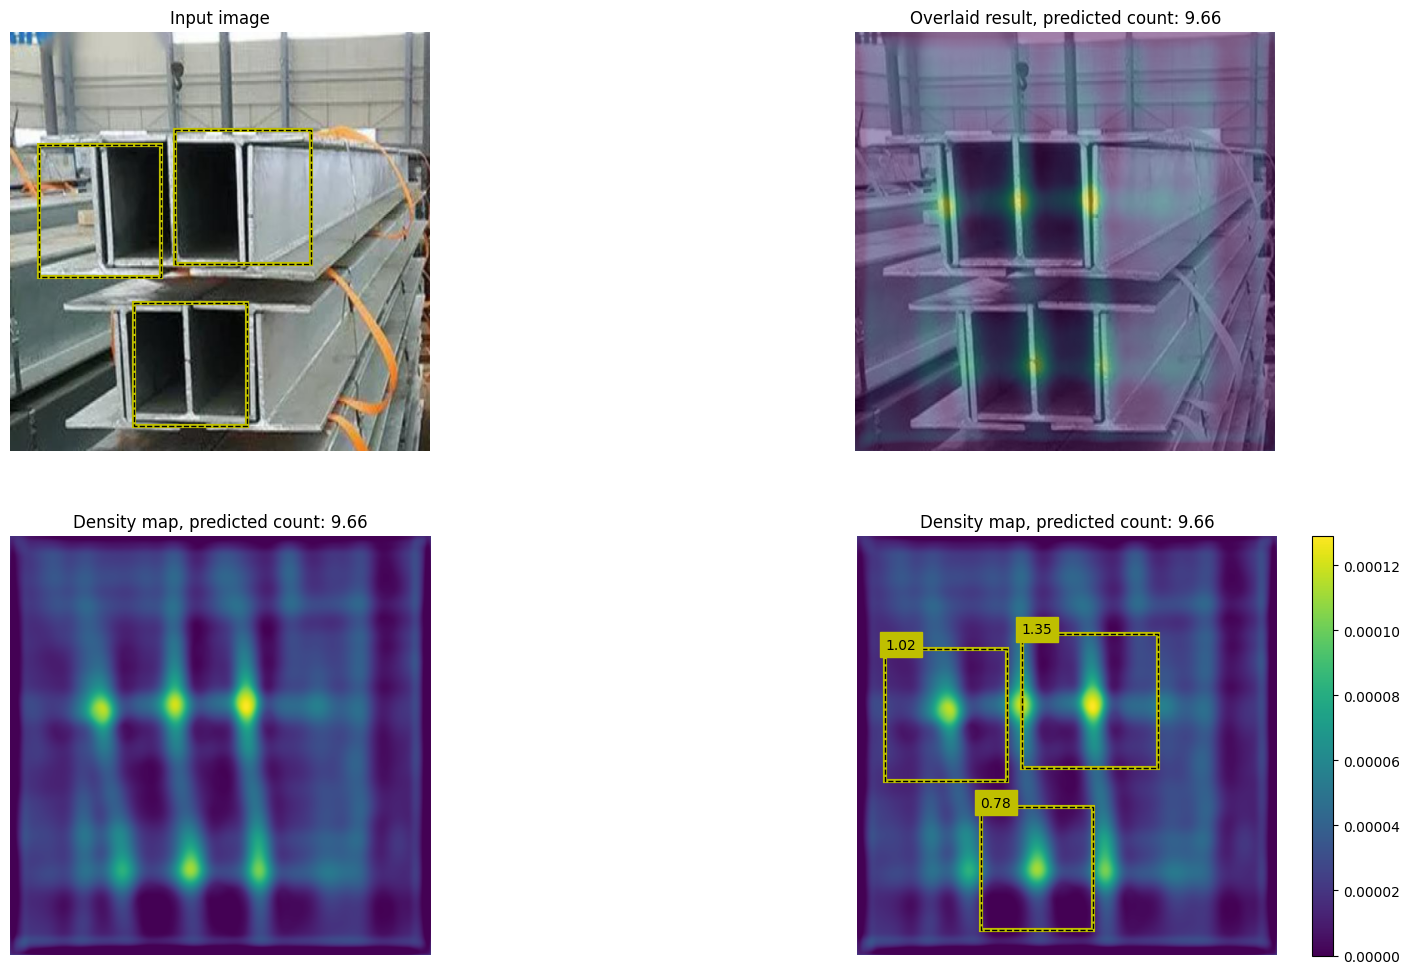 Input image
Overlaid result, predicted count: 9.66
Density map, predicted count: 9.66
Density map, predicted count: 9.66
1.02
1.35
0.78
0.00012
0.00010
0.00008
0.00006
0.00004
0.00002
0.00000